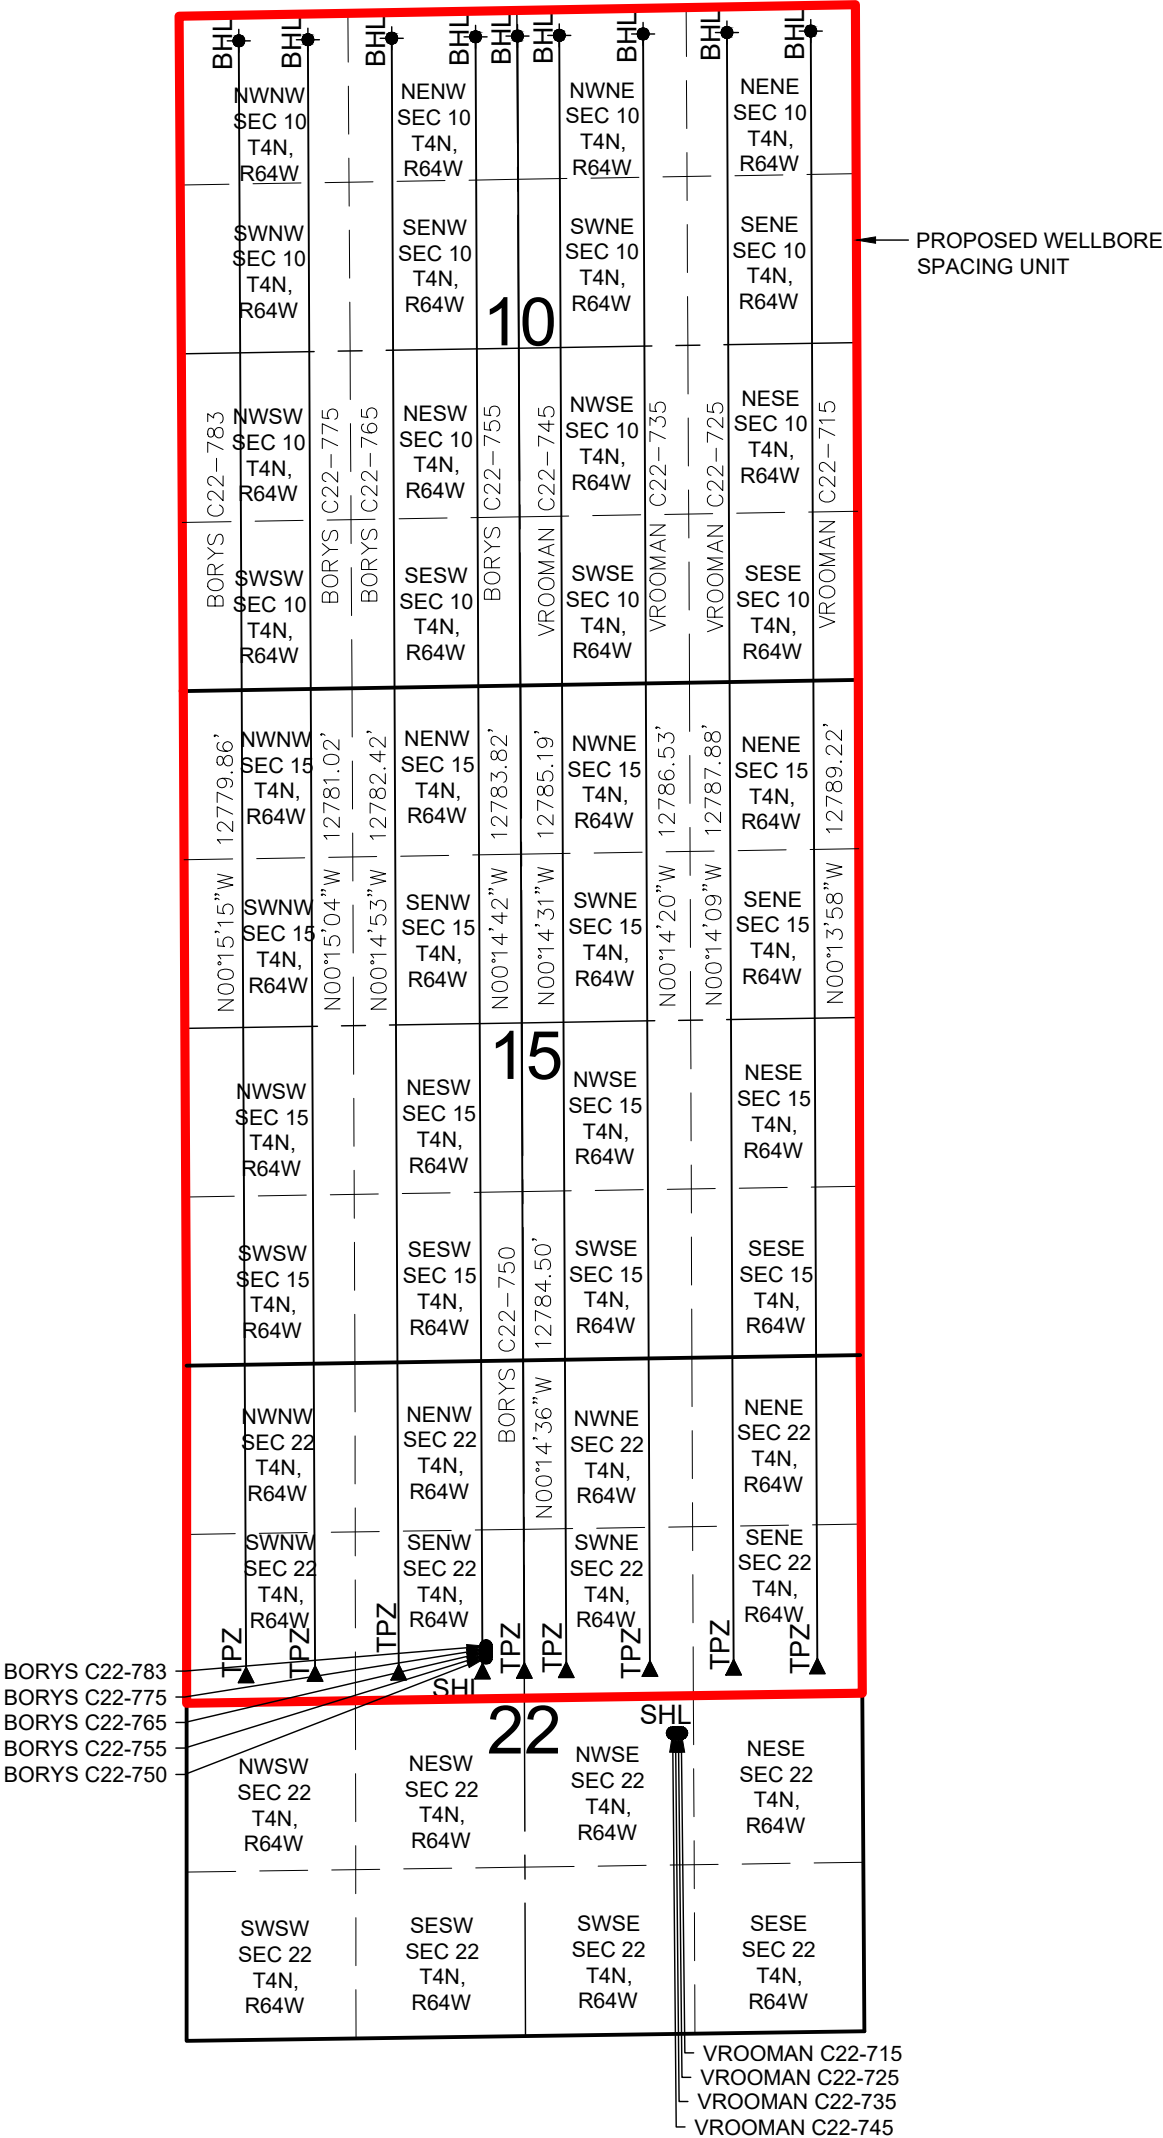 BHL
BHL
BHL
BHL
BHL
BHL
BHL
BHL
BHL
NWNW
SEC 10
T4N,
R64W
NENW
SEC 10
T4N,
R64W
NWNE
SEC 10
T4N,
R64W
NENE
SEC 10
T4N,
R64W
SWNW
SEC 10
T4N,
R64W
SENW
SEC 10
T4N,
R64W
SWNE
SEC 10
T4N,
R64W
SENE
SEC 10
T4N,
R64W
PROPOSED WELLBORE
SPACING UNIT
10
NWSW
SEC 10
T4N,
R64W
NESW
SEC 10
T4N,
R64W
NWSE
SEC 10
T4N,
R64W
NESE
SEC 10
T4N,
R64W
BORYS C22-783
BORYS C22-775
BORYS C22-765
BORYS C22-755
VROOMAN C22-745
VROOMAN C22-735
VROOMAN C22-725
VROOMAN C22-715
SWSW
SEC 10
T4N,
R64W
SESW
SEC 10
T4N,
R64W
SWSE
SEC 10
T4N,
R64W
SESE
SEC 10
T4N,
R64W
NWNW
SEC 15
T4N,
R64W
NENW
SEC 15
T4N,
R64W
NWNE
SEC 15
T4N,
R64W
NENE
SEC 15
T4N,
R64W
N00°15'15"W 12779.86'
N00°15'04"W 12781.02'
N00°14'53"W 12782.42'
N00°14'42"W 12783.82'
N00°14'31"W 12785.19'
N00°14'20"W 12786.53'
N00°14'09"W 12787.88'
N00°13'58"W 12789.22'
SWNW
SEC 15
T4N,
R64W
SENW
SEC 15
T4N,
R64W
SWNE
SEC 15
T4N,
R64W
SENE
SEC 15
T4N,
R64W
15
NWSW
SEC 15
T4N,
R64W
NESW
SEC 15
T4N,
R64W
NWSE
SEC 15
T4N,
R64W
NESE
SEC 15
T4N,
R64W
SWSW
SEC 15
T4N,
R64W
SESW
SEC 15
T4N,
R64W
SWSE
SEC 15
T4N,
R64W
SESE
SEC 15
T4N,
R64W
BORYS C22-750
N00°14'36"W 12784.50'
NWNW
SEC 22
T4N,
R64W
NENW
SEC 22
T4N,
R64W
NWNE
SEC 22
T4N,
R64W
NENE
SEC 22
T4N,
R64W
SWNW
SEC 22
T4N,
R64W
SENW
SEC 22
T4N,
R64W
SWNE
SEC 22
T4N,
R64W
SENE
SEC 22
T4N,
R64W
TPZ
TPZ
TPZ
TPZ
TPZ
TPZ
TPZ
TPZ
SHL
BORYS C22-783
BORYS C22-775
BORYS C22-765
BORYS C22-755
BORYS C22-750
22
SHL
NWSW
SEC 22
T4N,
R64W
NESW
SEC 22
T4N,
R64W
NWSE
SEC 22
T4N,
R64W
NESE
SEC 22
T4N,
R64W
SWSW
SEC 22
T4N,
R64W
SESW
SEC 22
T4N,
R64W
SWSE
SEC 22
T4N,
R64W
SESE
SEC 22
T4N,
R64W
VROOMAN C22-715
VROOMAN C22-725
VROOMAN C22-735
VROOMAN C22-745